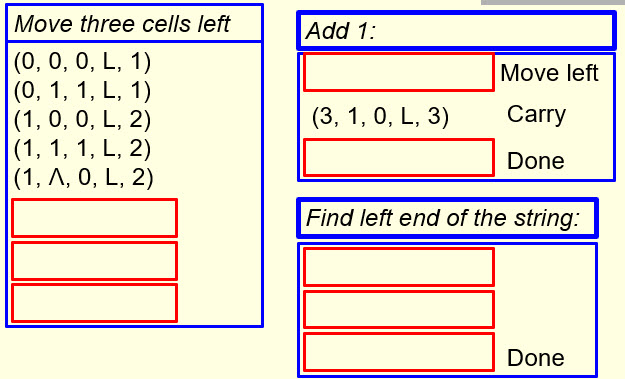 Move three cells left
(0, 0, 0, L, 1)
(0, 1, 1, L, 1)
(1, 0, 0, L, 2)
(1, 1, 1, L, 2)
(1, Λ, 0, L, 2)
Add 1:
Move left
(3, 1, 0, L, 3) Carry
Done
Find left end of the string:
Done